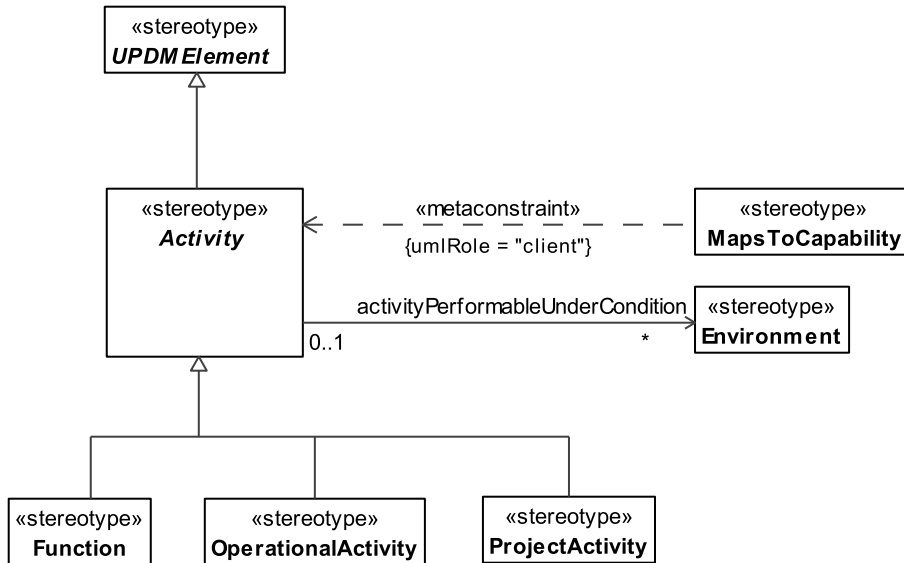 «stereotype»
UPDMElement
«stereotype»
Activity
«metaconstraint»
{umlRole = "client"}
«stereotype»
MapsToCapability
activityPerformableUnderCondition
0..1
*
«stereotype»
Environment
«stereotype»
Function
«stereotype»
OperationalActivity
«stereotype»
ProjectActivity